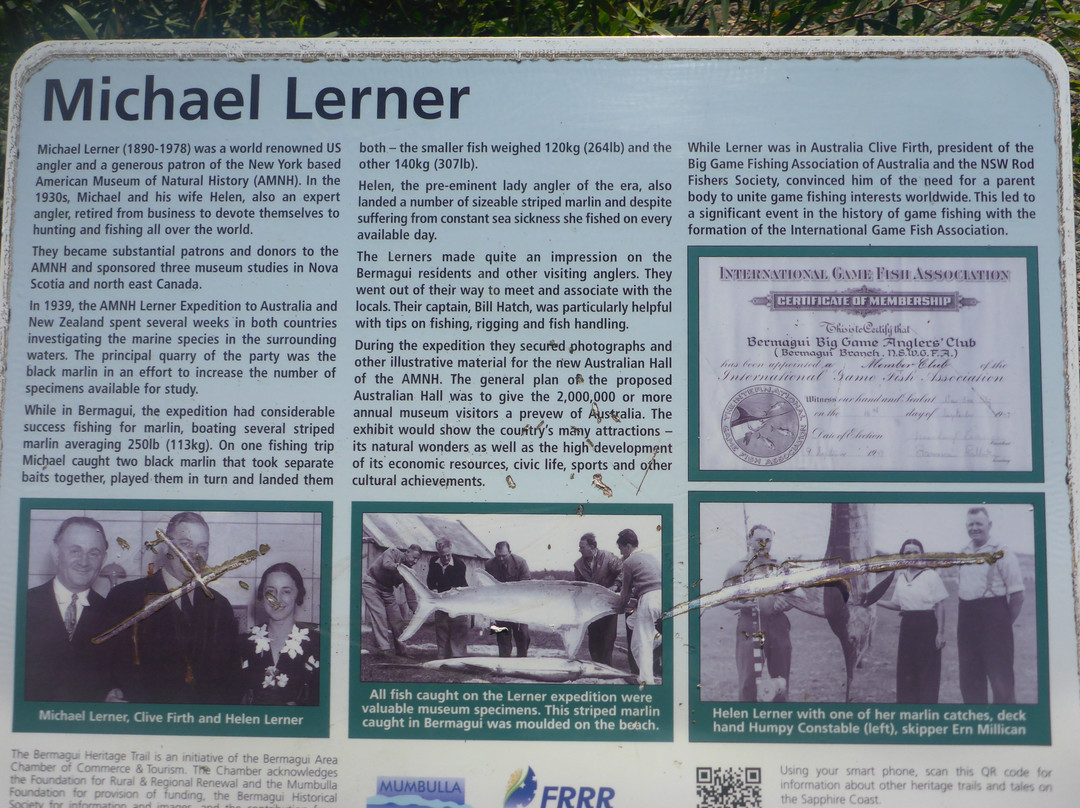 Michael Lerner
Michael Lerner (1890-1978) was a world renowned US
angler and a generous patron of the New York based
American Museum of Natural History (AMNH). In the
1930s, Michael and his wife Helen, also an expert
angler, retired from business to devote themselves to
hunting and fishing all over the world.
They became substantial patrons and donors to the
AMNH and sponsored three museum studies in Nova
Scotia and north east Canada.
In 1939, the AMNH Lerner Expedition to Australia and
New Zealand spent several weeks in both countries
investigating the marine species in the surrounding
waters. The principal quarry of the party was the
black marlin in an effort to increase the number of
specimens available for study.
While in Bermagui, the expedition had considerable
success fishing for marlin, boating several striped
marlin averaging 250lb (113kg). On one fishing trip
Michael caught two black marlin that took separate
baits together, played them in turn and landed them
both – the smaller fish weighed 120kg (264lb) and the
other 140kg (307lb).
Helen, the pre-eminent lady angler of the era, also
landed a number of sizeable striped marlin and despite
suffering from constant sea sickness she fished on every
available day.
The Lerners made quite an impression on the
Bermagui residents and other visiting anglers. They
went out of their way to meet and associate with the
locals. Their captain, Bill Hatch, was particularly helpful
with tips on fishing, rigging and fish handling.
During the expedition they secured photographs and
other illustrative material for the new Australian Hall
of the AMNH. The general plan of the proposed
Australian Hall was to give the 2,000,000 or more
annual museum visitors a prevew of Australia. The
exhibit would show the country's many attractions –
its natural wonders as well as the high development
of its economic resources, civic life, sports and other
cultural achievements.
While Lerner was in Australia Clive Firth, president of the
Big Game Fishing Association of Australia and the NSW Rod
Fishers Society, convinced him of the need for a parent
body to unite game fishing interests worldwide. This led to
a significant event in the history of game fishing with the
formation of the International Game Fish Association.
INTERNATIONAL GAME FISH ASSOCIATION
CERTIFICATE OF MEMBERSHIP
This is to Certify that
Bermagui Big Game Anglers' Club
(Bermagui Branch, N.S.W.G.F.A.)
has been appointed a Member Club of the
International Game Fish Association
Witness our hand and Seal at
in the day of
Date of Election
THE INTERNATIONAL GAME FISH ASSOCIATION
Michael Lerner, Clive Firth and Helen Lerner
All fish caught on the Lerner expedition were
valuable museum specimens. This striped marlin
caught in Bermagui was moulded on the beach.
Helen Lerner with one of her marlin catches, deck
hand Humpy Constable (left), skipper Ern Millican
The Bermagui Heritage Trail is an initiative of the Bermagui Area
Chamber of Commerce & Tourism. The Chamber acknowledges
the Foundation for Rural & Regional Renewal and the Mumbulla
Foundation for provision of funding, the Bermagui Historical
Society for information and images, and the
MUMBULLA
FRRR
Using your smart phone, scan this QR code for
information about other heritage trails and tales on
the Sapphire Coast.